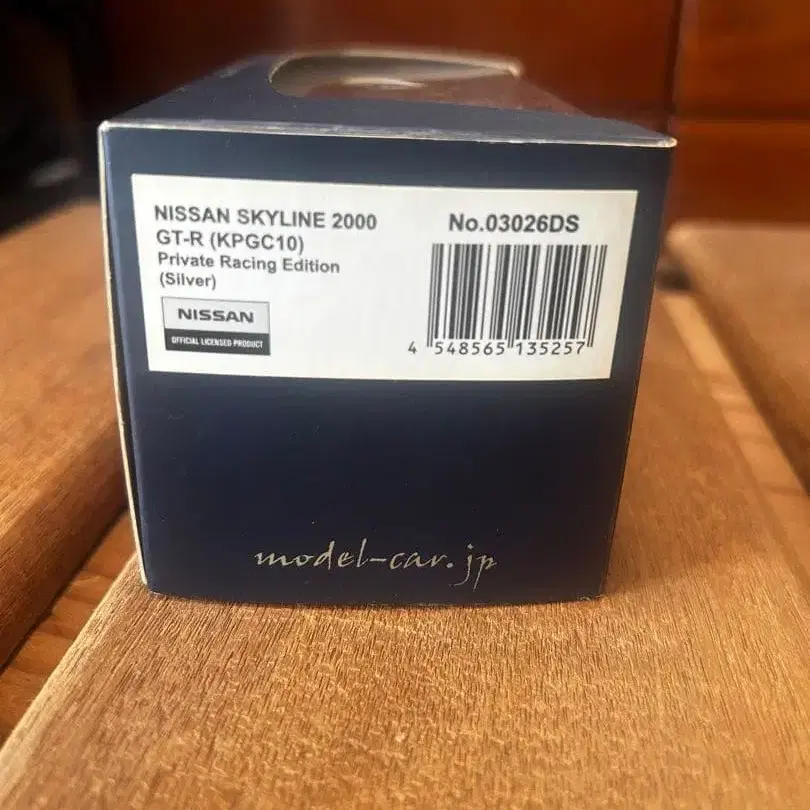 NISSAN SKYLINE 2000
GT-R (KPGC10)
Private Racing Edition
(Silver)
NISSAN
OFFICIAL LICENSED PRODUCT
No.03026DS
4 548565 135257
model-car.jp